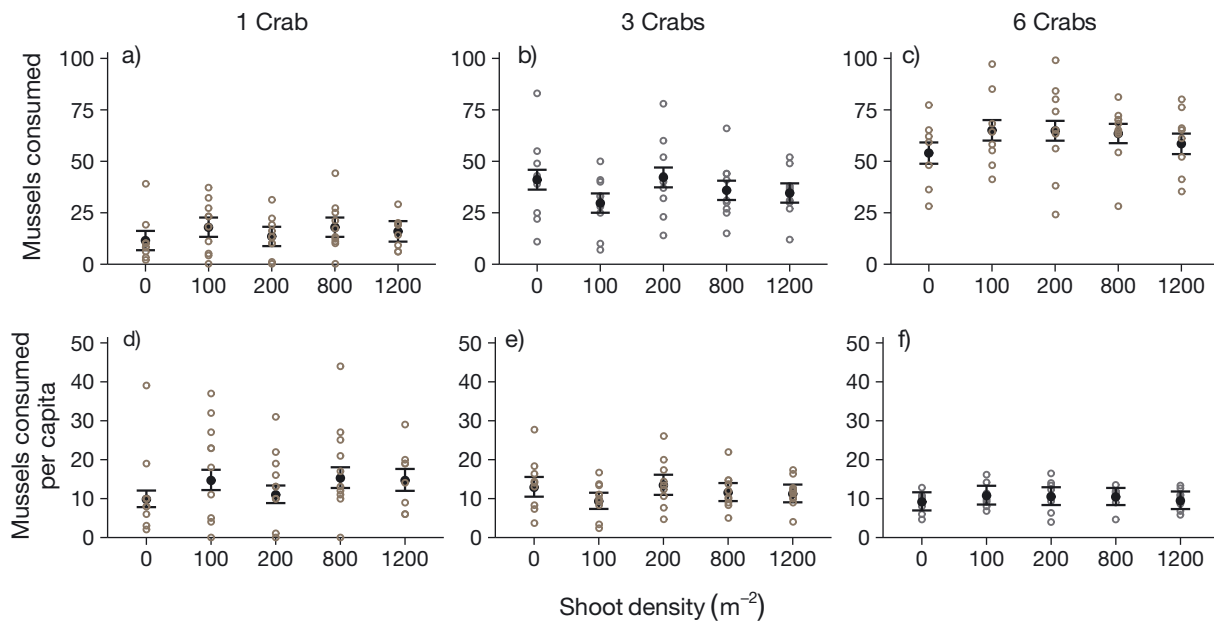 1 Crab 3 Crabs 6 Crabs
a) b) c)
Mussels consumed
100 100 100
75 75 75
50 50 50
25 25 25
0 0 0
0 100 200 800 1200 0 100 200 800 1200 0 100 200 800 1200
d) e) f)
Mussels consumed
per capita
50 50 50
40 40 40
30 30 30
20 20 20
10 10 10
0 0 0
0 100 200 800 1200 0 100 200 800 1200 0 100 200 800 1200
Shoot density (m⁻²)